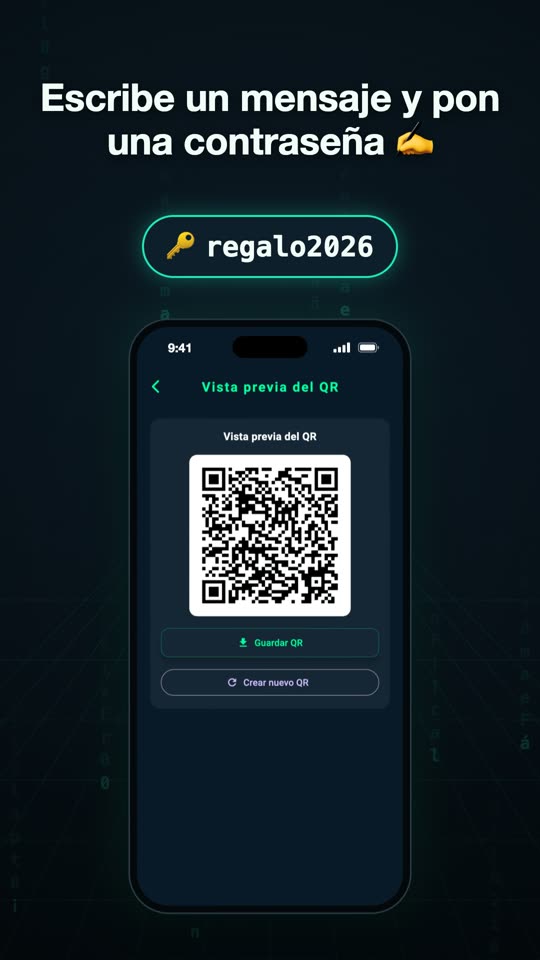 Escribe un mensaje y pon
una contraseña ✍️
🔑 regalo2026
9:41
Vista previa del QR
Vista previa del QR
Guardar QR
Crear nuevo QR